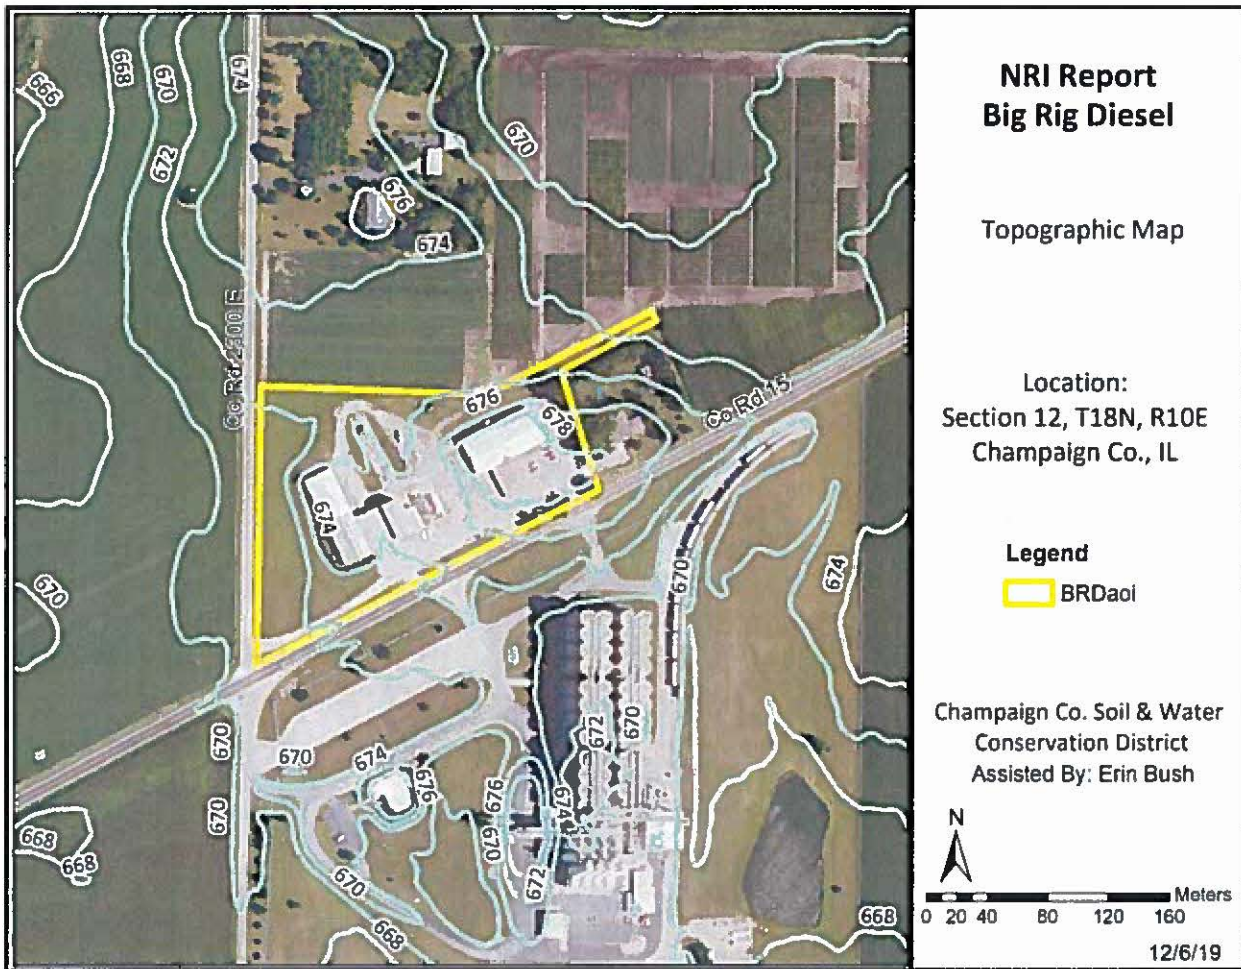 NRI Report
Big Rig Diesel
Topographic Map
Location:
Section 12, T18N, R10E
Champaign Co., IL
Legend
BRDaoi
Champaign Co. Soil & Water
Conservation District
Assisted By: Erin Bush
N
Meters
0 20 40 80 120 160
12/6/19
666
668
670
672
674
670
676
674
Co Rd 2300 E
676
678
Co Rd 15
674
670
674
670
670
670
674
676
676
670
672
674
672
670
668
668
670
668
668